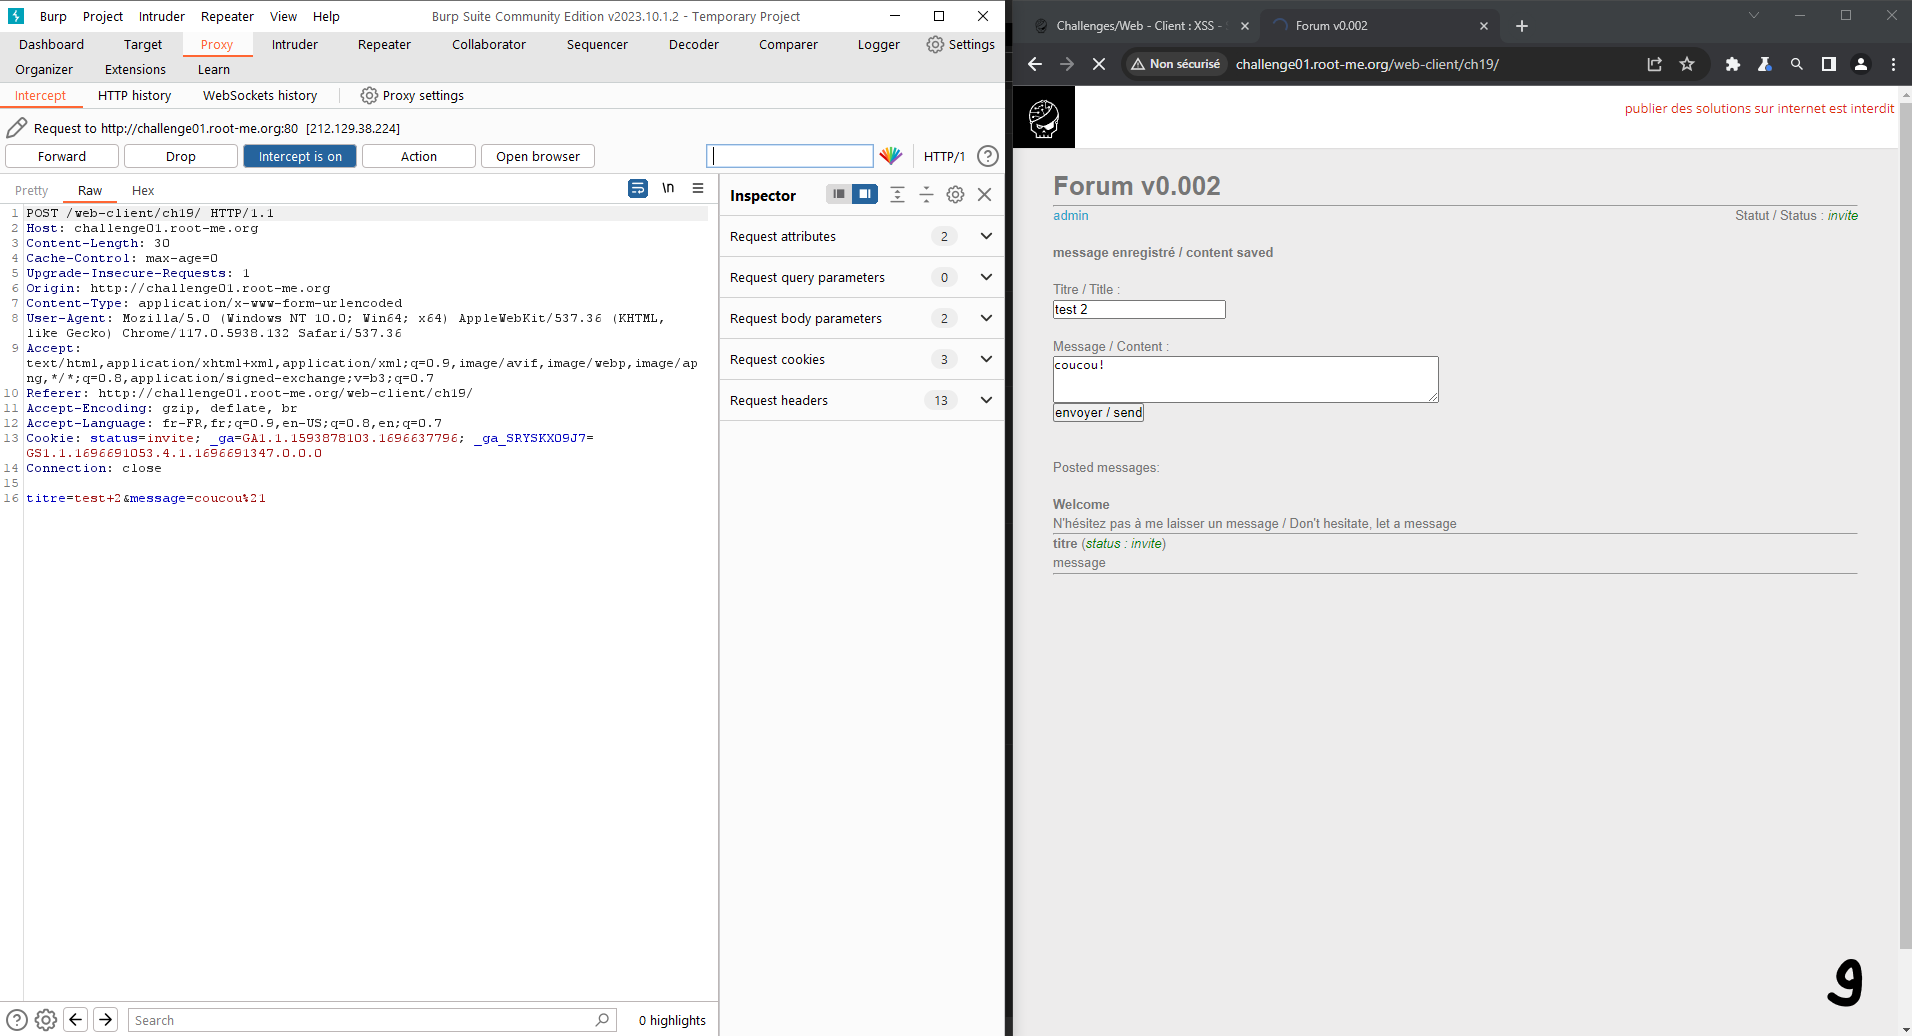 Burp Project Intruder Repeater View Help Burp Suite Community Edition v2023.10.1.2 - Temporary Project
Dashboard Target Proxy Intruder Repeater Collaborator Sequencer Decoder Comparer Logger Settings
Organizer Extensions Learn
Intercept HTTP history WebSockets history Proxy settings
Request to http://challenge01.root-me.org:80 [212.129.38.224]
Forward Drop Intercept is on Action Open browser HTTP/1 ?
Pretty Raw Hex \n
1 POST /web-client/ch19/ HTTP/1.1
2 Host: challenge01.root-me.org
3 Content-Length: 30
4 Cache-Control: max-age=0
5 Upgrade-Insecure-Requests: 1
6 Origin: http://challenge01.root-me.org
7 Content-Type: application/x-www-form-urlencoded
8 User-Agent: Mozilla/5.0 (Windows NT 10.0; Win64; x64) AppleWebKit/537.36 (KHTML,
like Gecko) Chrome/117.0.5938.132 Safari/537.36
9 Accept:
text/html,application/xhtml+xml,application/xml;q=0.9,image/avif,image/webp,image/ap
ng,*/*;q=0.8,application/signed-exchange;v=b3;q=0.7
10 Referer: http://challenge01.root-me.org/web-client/ch19/
11 Accept-Encoding: gzip, deflate, br
12 Accept-Language: fr-FR,fr;q=0.9,en-US;q=0.8,en;q=0.7
13 Cookie: status=invite; _ga=GA1.1.1593878103.1696637796; _ga_SRYSKX09J7=
GS1.1.1696691053.4.1.1696691347.0.0.0
14 Connection: close
15
16 titre=test+2&message=coucou%21
? Search 0 highlights
Inspector
Request attributes 2
Request query parameters 0
Request body parameters 2
Request cookies 3
Request headers 13
Challenges/Web - Client : XSS - Forum v0.002
Non sécurisé challenge01.root-me.org/web-client/ch19/
publier des solutions sur internet est interdit
Forum v0.002
admin Statut / Status : invite
message enregistré / content saved
Titre / Title :
test 2
Message / Content :
coucou!
envoyer / send
Posted messages:
Welcome
N'hésitez pas à me laisser un message / Don't hesitate, let a message
titre (status : invite)
message
9